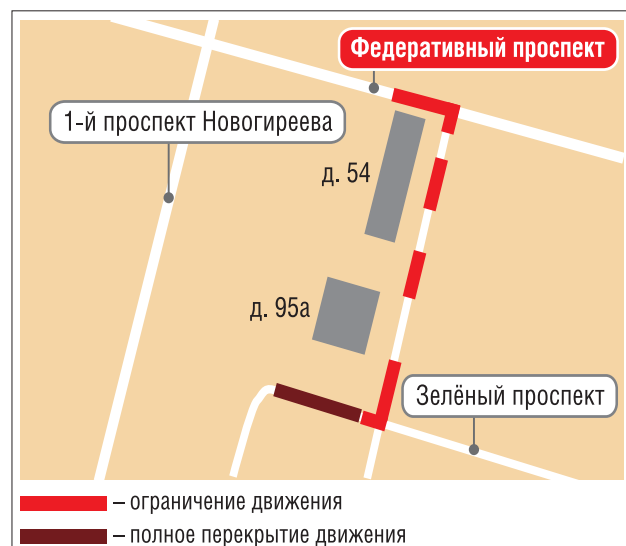 Федеративный проспект
1-й проспект Новогиреева
д. 54
д. 95а
Зелёный проспект
– ограничение движения
– полное перекрытие движения